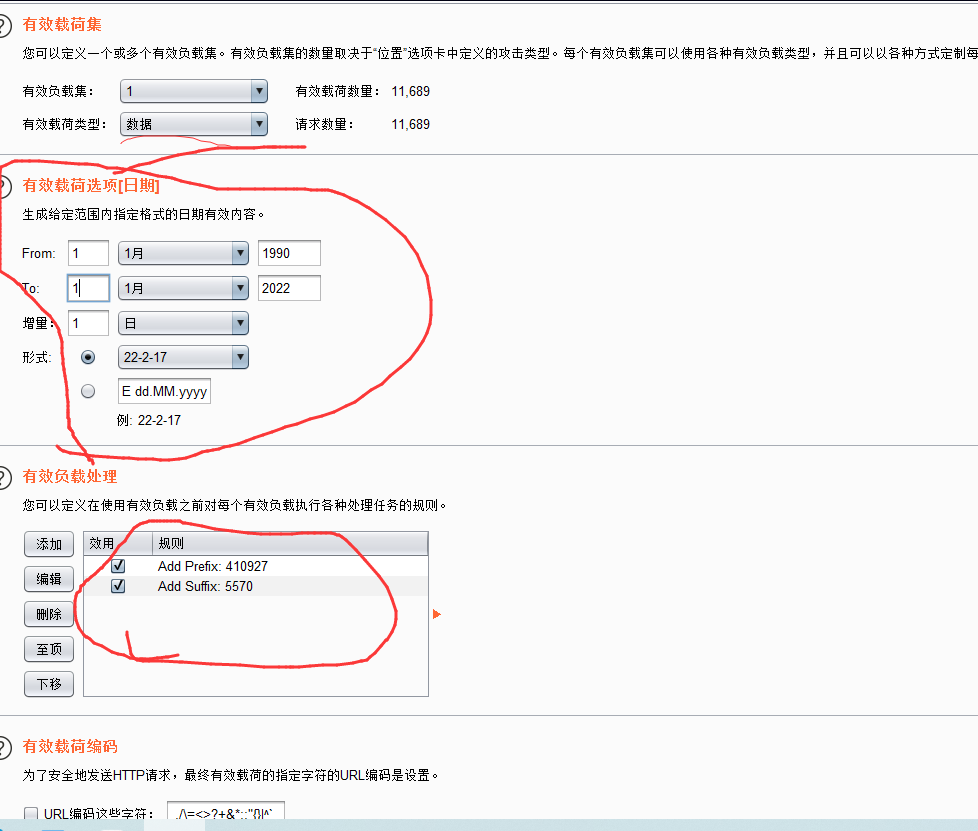 有效载荷集
您可以定义一个或多个有效负载集。有效负载集的数量取决于“位置”选项卡中定义的攻击类型。每个有效负载集可以使用各种有效负载类型，并且可以以各种方式定制每
有效负载集： 1 有效载荷数量： 11,689
有效载荷类型： 数据 请求数量： 11,689
有效载荷选项[日期]
生成给定范围内指定格式的日期有效内容。
From: 1 1月 1990
To: 1 1月 2022
增量： 1 日
形式: 22-2-17
E dd.MM.yyyy
例: 22-2-17
有效负载处理
您可以定义在使用有效负载之前对每个有效负载执行各种处理任务的规则。
添加 效用 规则
Add Prefix: 410927
编辑 Add Suffix: 5570
删除
至顶
下移
有效载荷编码
为了安全地发送HTTP请求，最终有效载荷的指定字符的URL编码是设置。
URL编码这些字符： ./\=<>?+&*:;"{}|^`